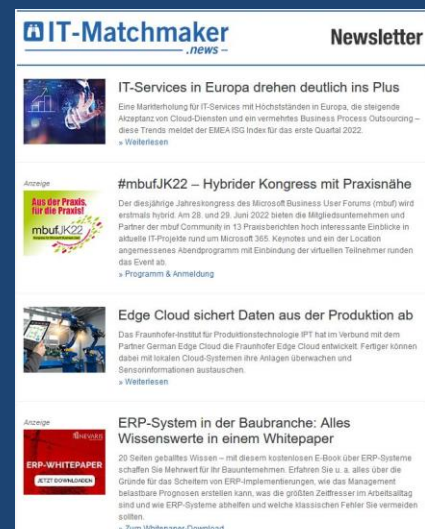 IT-Matchmaker
.news
Newsletter
IT-Services in Europa drehen deutlich ins Plus
Eine Markterholung für IT-Services mit Höchstständen in Europa, die steigende
Akzeptanz von Cloud-Diensten und ein vermehrtes Business Process Outsourcing –
diese Trends meldet der EMEA ISG Index für das erste Quartal 2022.
» Weiterlesen
Anzeige
Aus der Praxis,
für die Praxis!
mbufJK22
#mbufJK22 – Hybrider Kongress mit Praxisnähe
Der diesjährige Jahreskongress des Microsoft Business User Forums (mbuf) wird
erstmals hybrid. Am 28. und 29. Juni 2022 bieten die Mitgliedsunternehmen und
Partner der mbuf Community in 13 Praxisberichten hoch interessante Einblicke in
aktuelle IT-Projekte rund um Microsoft 365. Keynotes und ein der Location
angemessenes Abendprogramm mit Einbindung der virtuellen Teilnehmer runden
das Event ab.
» Programm & Anmeldung
Edge Cloud sichert Daten aus der Produktion ab
Das Fraunhofer-Institut für Produktionstechnologie IPT hat im Verbund mit dem
Partner German Edge Cloud die Fraunhofer Edge Cloud entwickelt. Fertiger können
dabei mit lokalen Cloud-Systemen ihre Anlagen überwachen und
Sensorinformationen austauschen.
» Weiterlesen
Anzeige
NEVARIS
ERP-WHITEPAPER
JETZT DOWNLOADEN
ERP-System in der Baubranche: Alles
Wissenswerte in einem Whitepaper
20 Seiten geballtes Wissen – mit diesem kostenlosen E-Book über ERP-Systeme
schaffen Sie Mehrwert für Ihr Bauunternehmen. Erfahren Sie u. a. alles über die
Gründe für das Scheitern von ERP-Implementierungen, wie das Management
belastbare Prognosen erstellen kann, was die größten Zeitfresser im Arbeitsalltag
sind und wie ERP-Systeme abhelfen und welche klassischen Fehler Sie vermeiden
sollten.
» Zum Whitepaper-Download